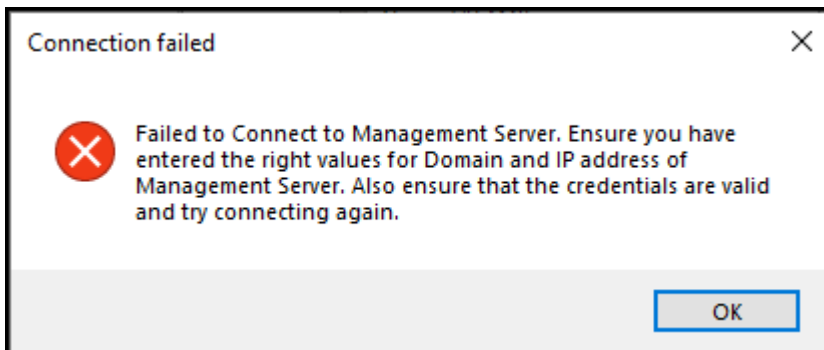 Connection failed
Failed to Connect to Management Server. Ensure you have
entered the right values for Domain and IP address of
Management Server. Also ensure that the credentials are valid
and try connecting again.
OK